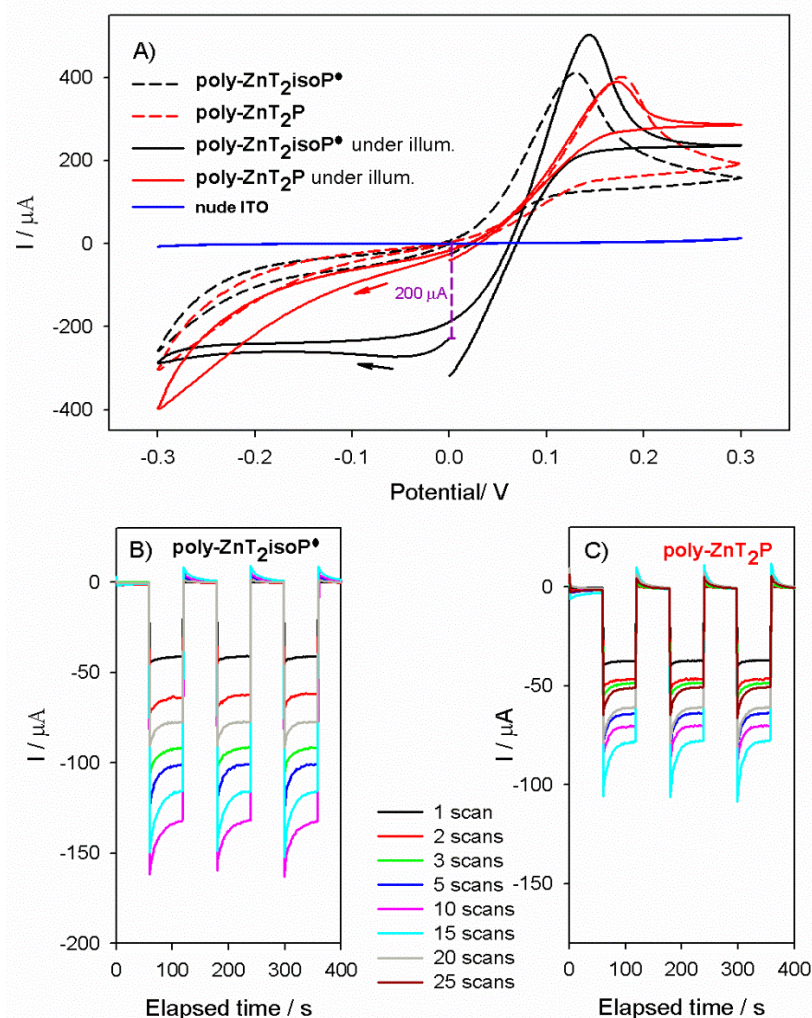 A)
poly-ZnT2isoP•
poly-ZnT2P
poly-ZnT2isoP• under illum.
poly-ZnT2P under illum.
nude ITO
I / μA
400
200
0
-200
-400
200 μA
-0.3 -0.2 -0.1 0.0 0.1 0.2 0.3
Potential/ V
B) poly-ZnT2isoP•
I / μA
0
-50
-100
-150
-200
0 100 200 300 400
Elapsed time / s
1 scan
2 scans
3 scans
5 scans
10 scans
15 scans
20 scans
25 scans
C) poly-ZnT2P
I / μA
0
-50
-100
-150
0 100 200 300 400
Elapsed time / s